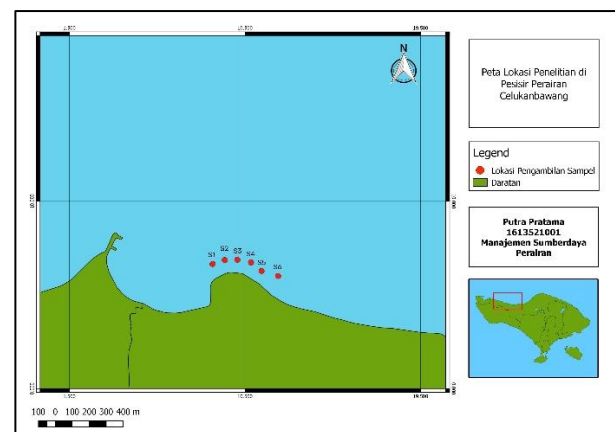 N
Peta Lokasi Penelitian di
Pesisir Perairan
Celukanbawang
Legend
Lokasi Pengambilan Sampel
Daratan
Putra Pratama
1613521001
Manajemen Sumberdaya
Perairan
S1 S2 S3 S4 S5 S6
100 0 100 200 300 400 m